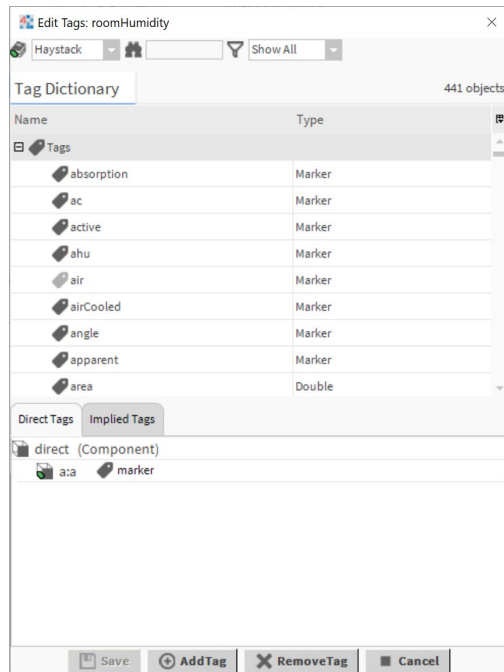 Edit Tags: roomHumidity
Haystack Show All
Tag Dictionary 441 objects
Name Type
Tags
absorption Marker
ac Marker
active Marker
ahu Marker
air Marker
airCooled Marker
angle Marker
apparent Marker
area Double
Direct Tags Implied Tags
direct (Component)
a:a marker
Save AddTag RemoveTag Cancel